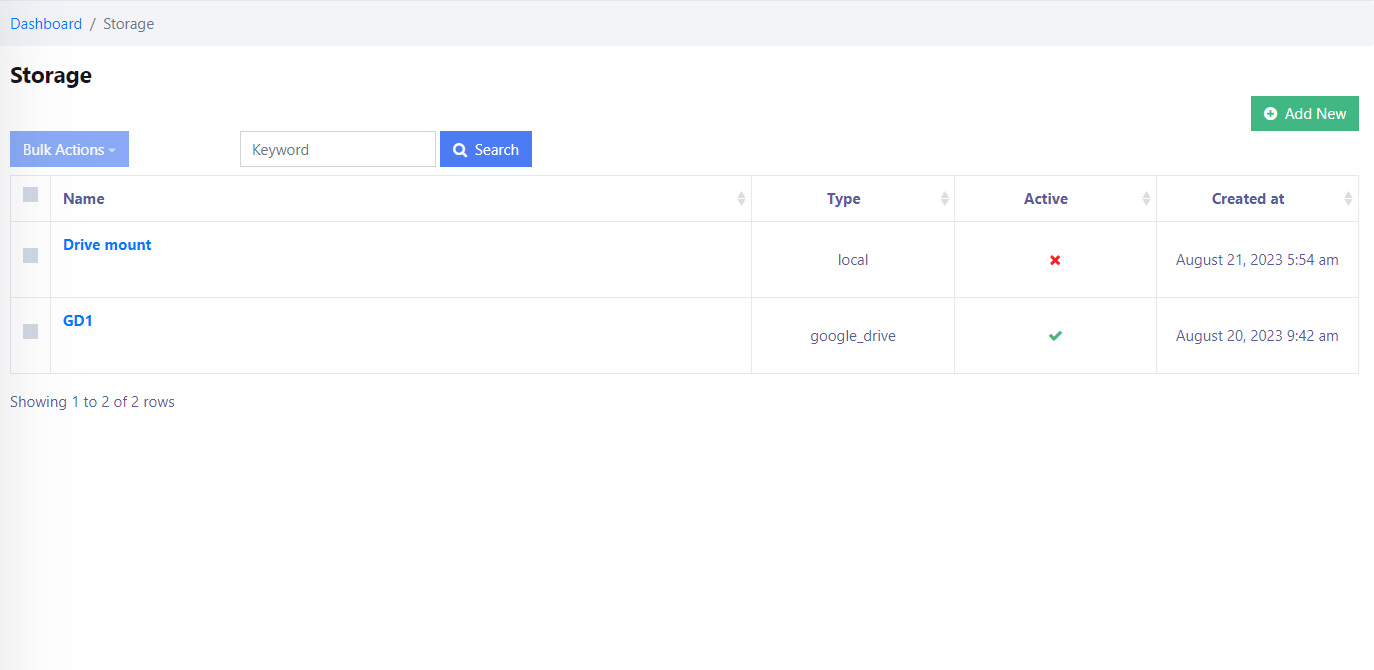 Dashboard / Storage
Storage
Add New
Bulk Actions
Keyword
Search
Name Type Active Created at
Drive mount local August 21, 2023 5:54 am
GD1 google_drive August 20, 2023 9:42 am
Showing 1 to 2 of 2 rows